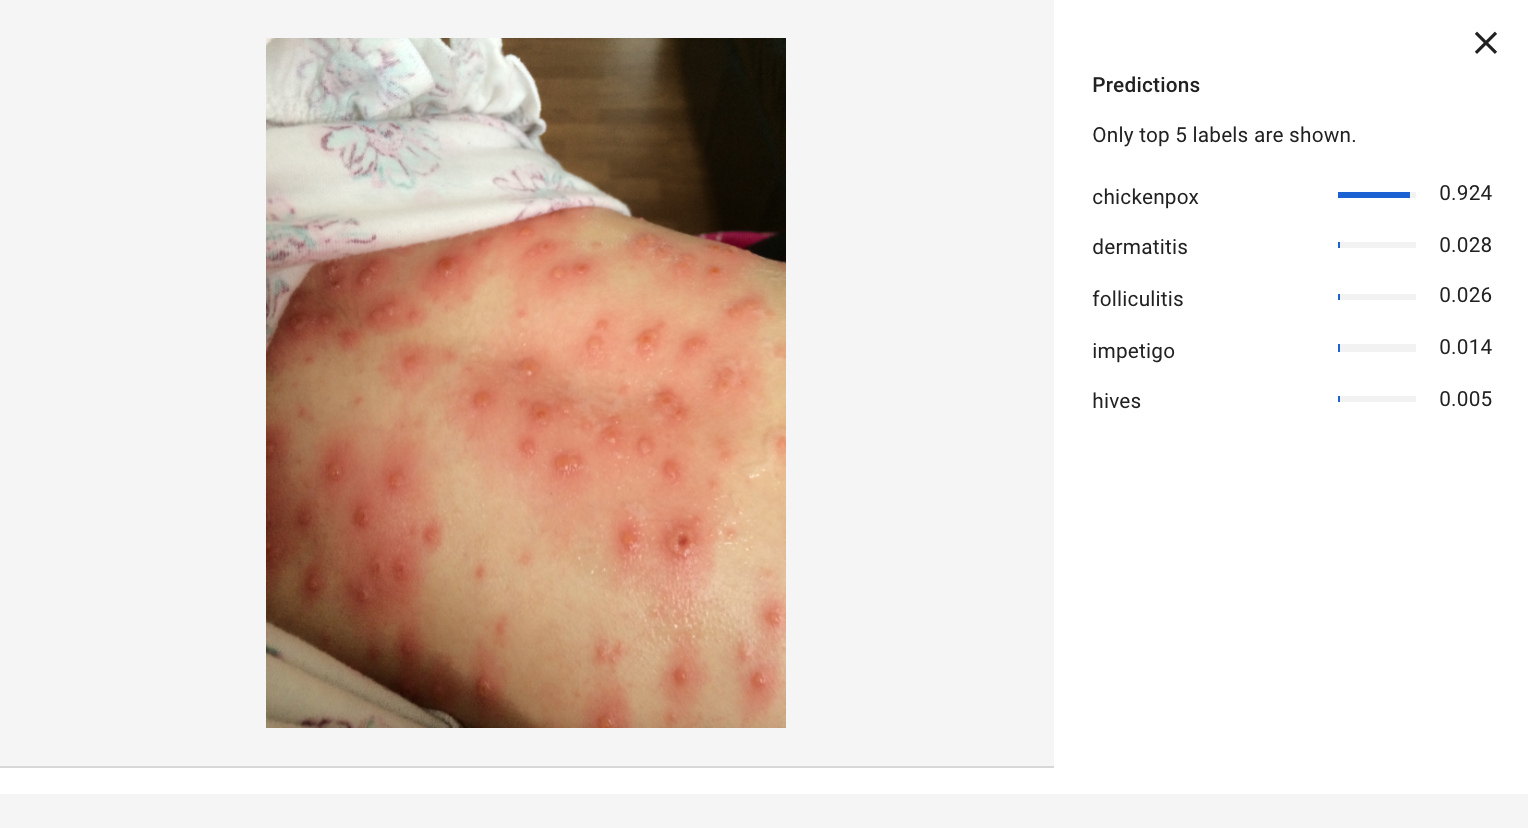 Predictions
Only top 5 labels are shown.
chickenpox 0.924
dermatitis 0.028
folliculitis 0.026
impetigo 0.014
hives 0.005